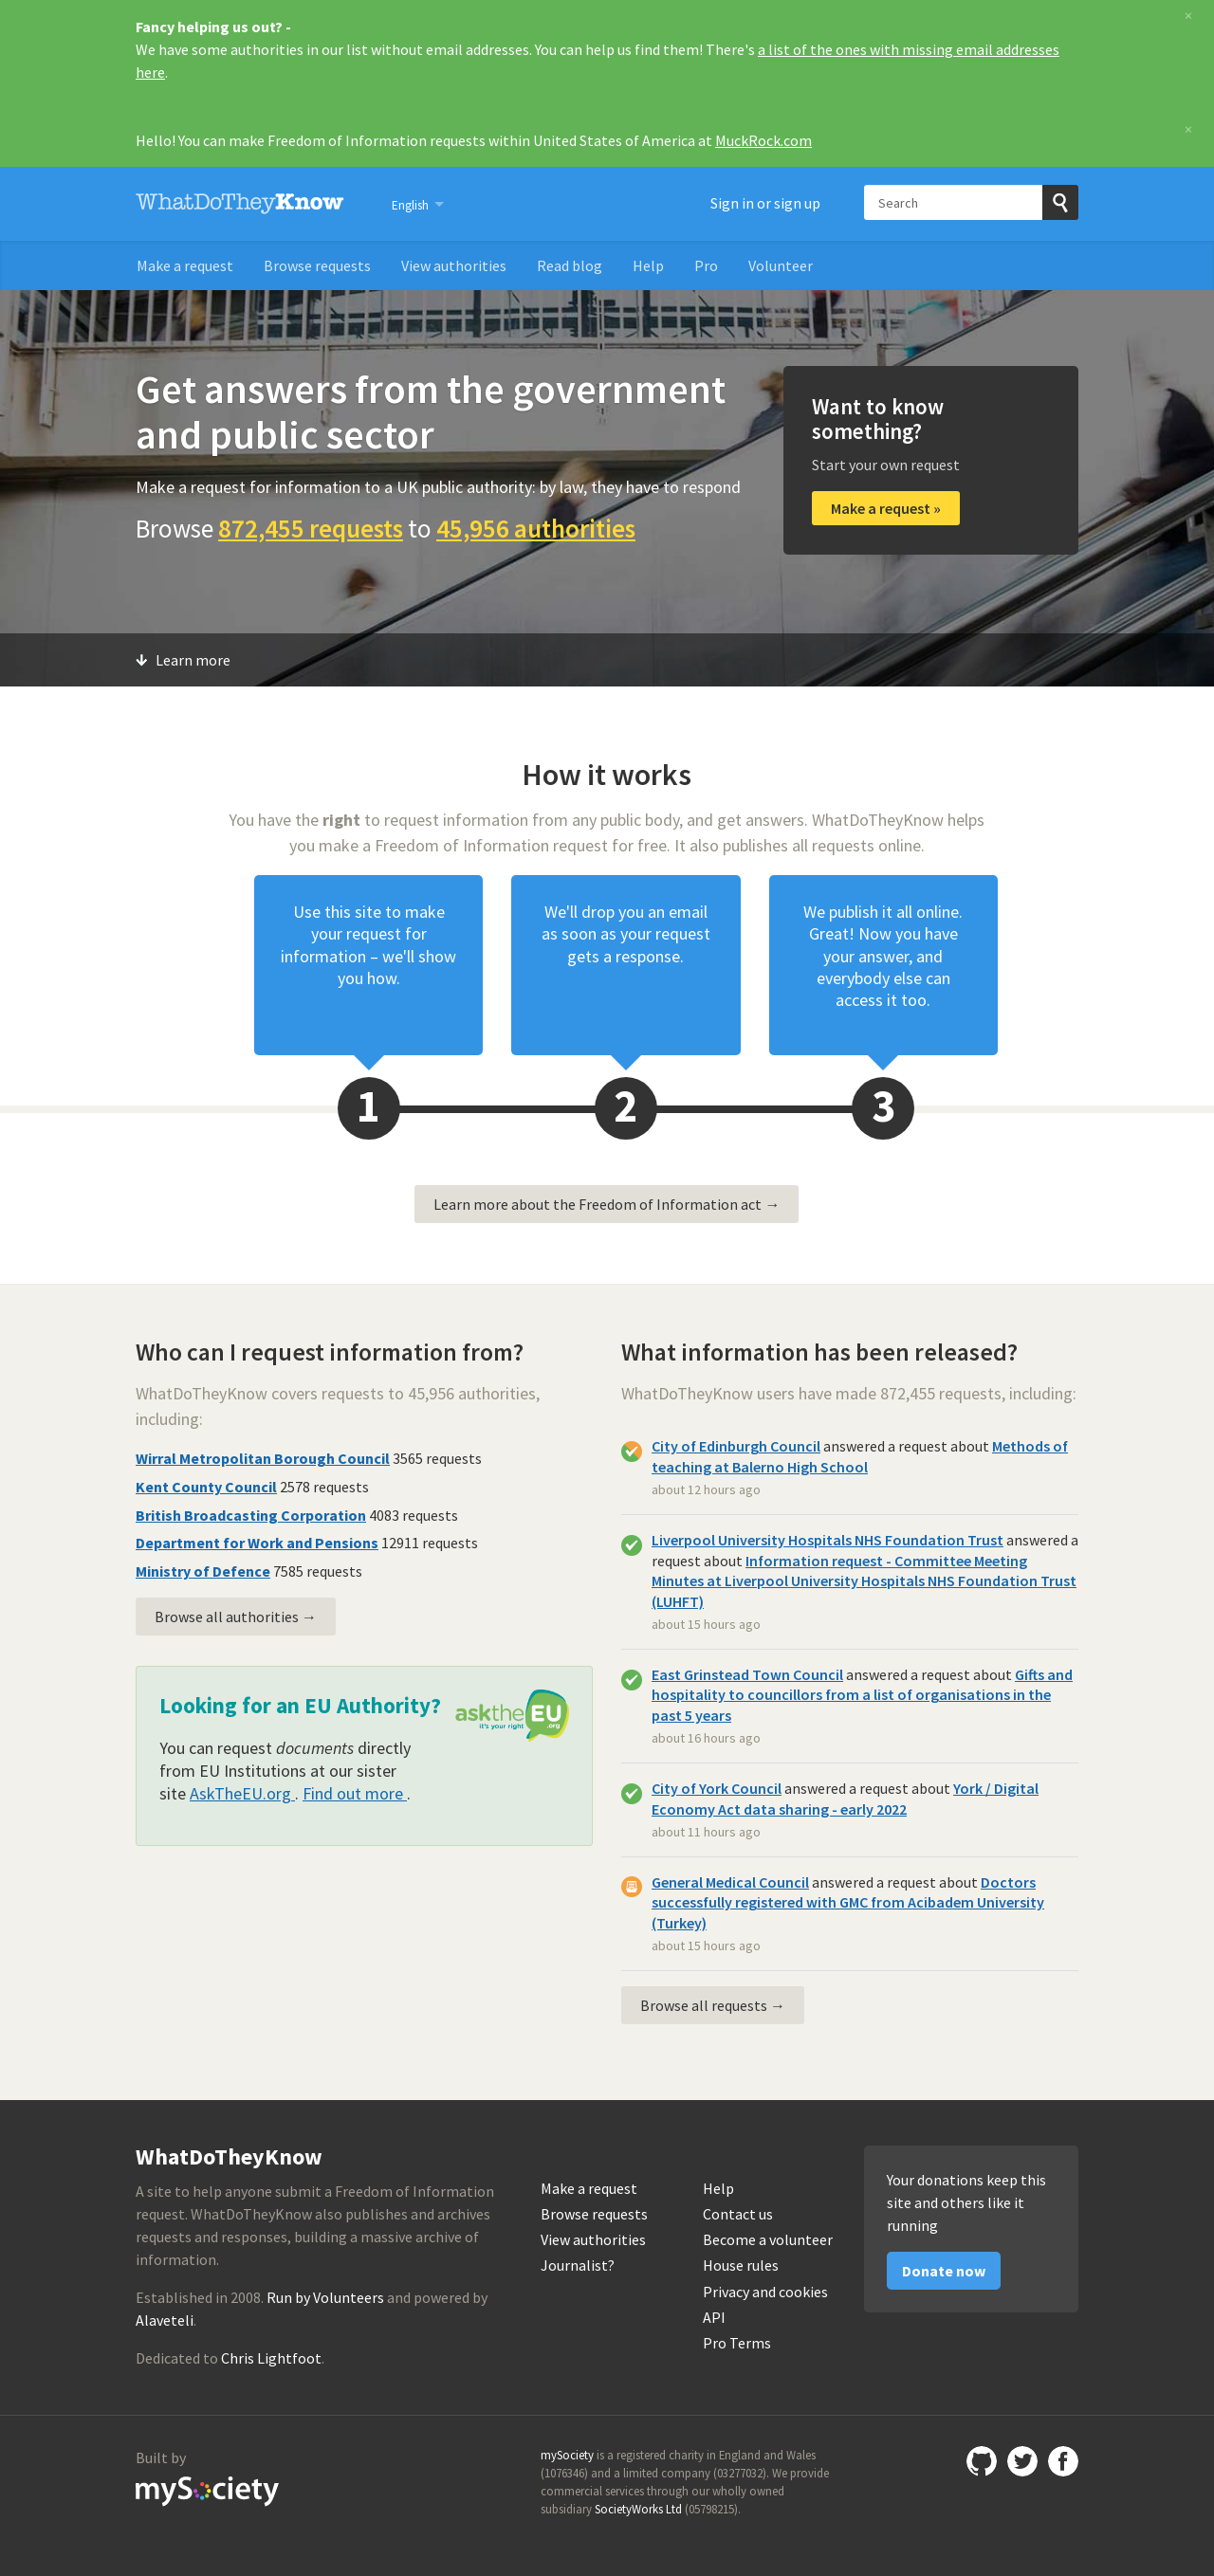 Fancy helping us out? -
We have some authorities in our list without email addresses. You can help us find them! There's a list of the ones with missing email addresses
here.
Hello! You can make Freedom of Information requests within United States of America at MuckRock.com
WhatDoTheyKnow
English
Sign in or sign up
Search
Make a request
Browse requests
View authorities
Read blog
Help
Pro
Volunteer
Get answers from the government
and public sector
Make a request for information to a UK public authority: by law, they have to respond
Browse 872,455 requests to 45,956 authorities
Want to know
something?
Start your own request
Make a request »
Learn more
How it works
You have the right to request information from any public body, and get answers. WhatDoTheyKnow helps
you make a Freedom of Information request for free. It also publishes all requests online.
Use this site to make
your request for
information – we'll show
you how.
We'll drop you an email
as soon as your request
gets a response.
We publish it all online.
Great! Now you have
your answer, and
everybody else can
access it too.
1
2
3
Learn more about the Freedom of Information act →
Who can I request information from?
WhatDoTheyKnow covers requests to 45,956 authorities,
including:
Wirral Metropolitan Borough Council 3565 requests
Kent County Council 2578 requests
British Broadcasting Corporation 4083 requests
Department for Work and Pensions 12911 requests
Ministry of Defence 7585 requests
Browse all authorities →
Looking for an EU Authority?
asktheEU
.org
it's your right
You can request documents directly
from EU Institutions at our sister
site AskTheEU.org . Find out more .
What information has been released?
WhatDoTheyKnow users have made 872,455 requests, including:
City of Edinburgh Council answered a request about Methods of
teaching at Balerno High School
about 12 hours ago
Liverpool University Hospitals NHS Foundation Trust answered a
request about Information request - Committee Meeting
Minutes at Liverpool University Hospitals NHS Foundation Trust
(LUHFT)
about 15 hours ago
East Grinstead Town Council answered a request about Gifts and
hospitality to councillors from a list of organisations in the
past 5 years
about 16 hours ago
City of York Council answered a request about York / Digital
Economy Act data sharing - early 2022
about 11 hours ago
General Medical Council answered a request about Doctors
successfully registered with GMC from Acibadem University
(Turkey)
about 15 hours ago
Browse all requests →
WhatDoTheyKnow
A site to help anyone submit a Freedom of Information
request. WhatDoTheyKnow also publishes and archives
requests and responses, building a massive archive of
information.
Established in 2008. Run by Volunteers and powered by
Alaveteli.
Dedicated to Chris Lightfoot.
Make a request
Browse requests
View authorities
Journalist?
Help
Contact us
Become a volunteer
House rules
Privacy and cookies
API
Pro Terms
Your donations keep this
site and others like it
running
Donate now
Built by
mySociety
mySociety is a registered charity in England and Wales
(1076346) and a limited company (03277032). We provide
commercial services through our wholly owned
subsidiary SocietyWorks Ltd (05798215).